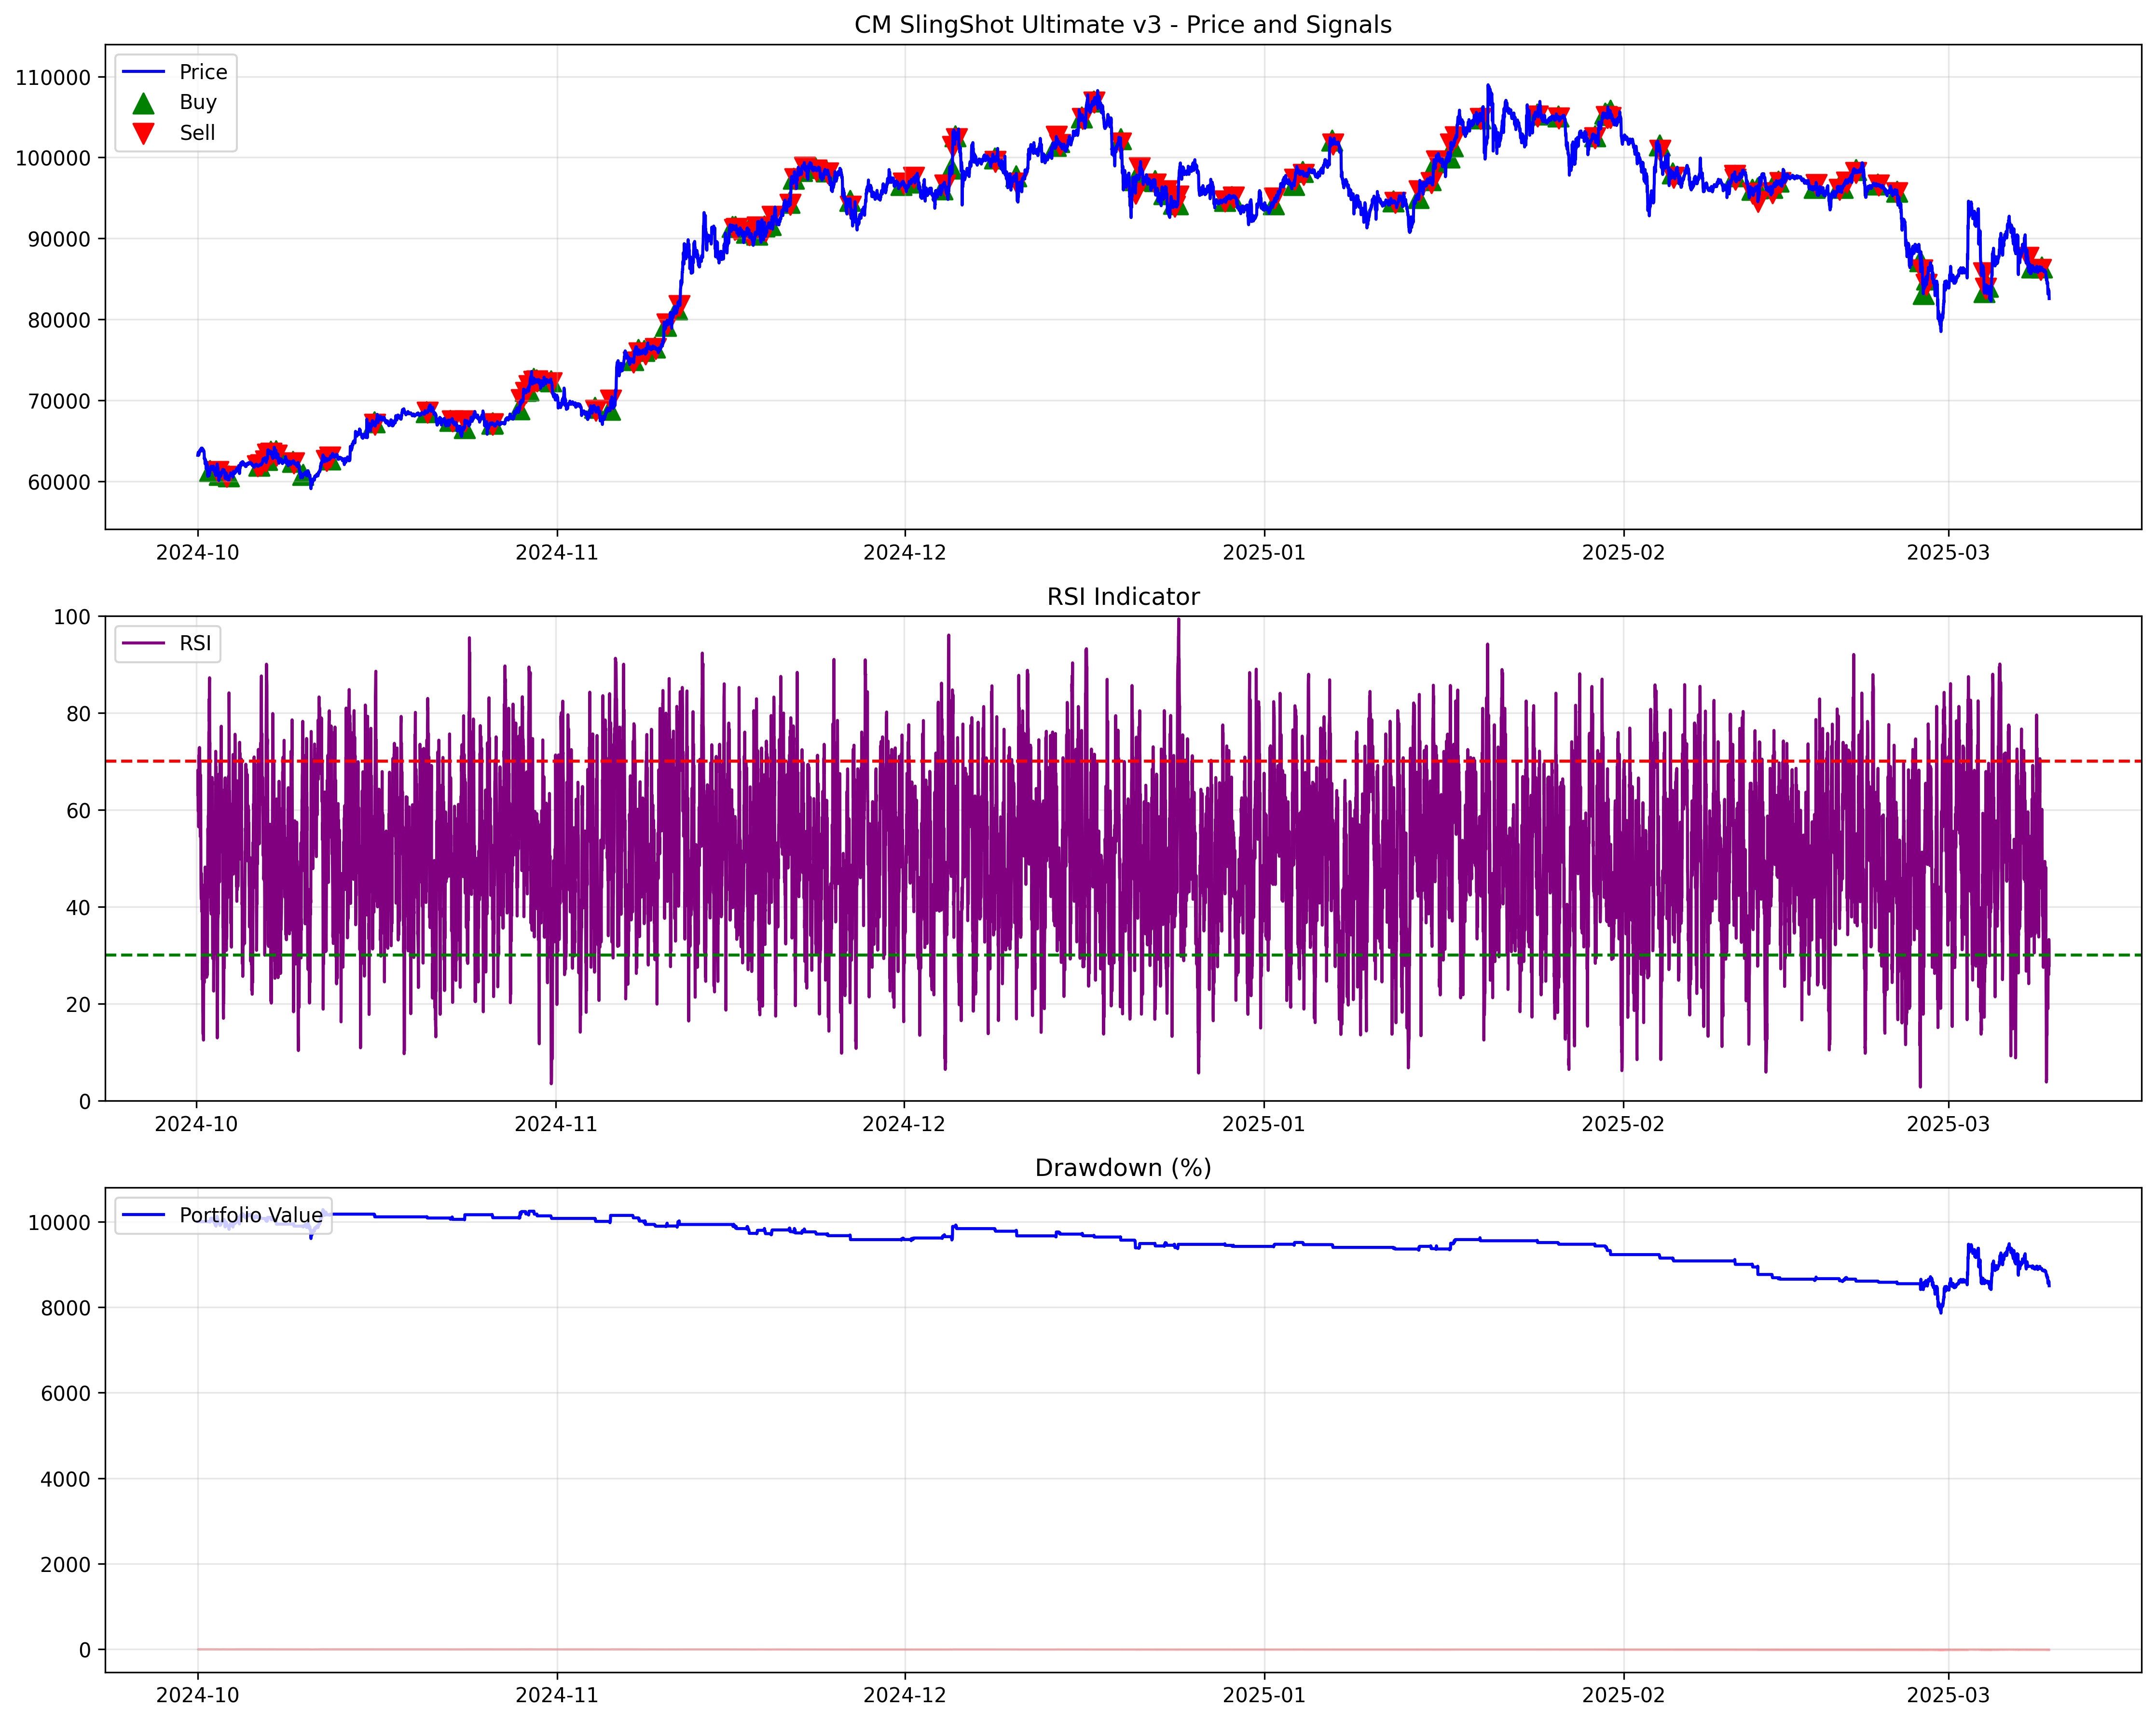 CM SlingShot Ultimate v3 - Price and Signals
Price
Buy
Sell
110000
100000
90000
80000
70000
60000
2024-10 2024-11 2024-12 2025-01 2025-02 2025-03
RSI Indicator
RSI
100
80
60
40
20
0
2024-10 2024-11 2024-12 2025-01 2025-02 2025-03
Drawdown (%)
Portfolio Value
10000
8000
6000
4000
2000
0
2024-10 2024-11 2024-12 2025-01 2025-02 2025-03